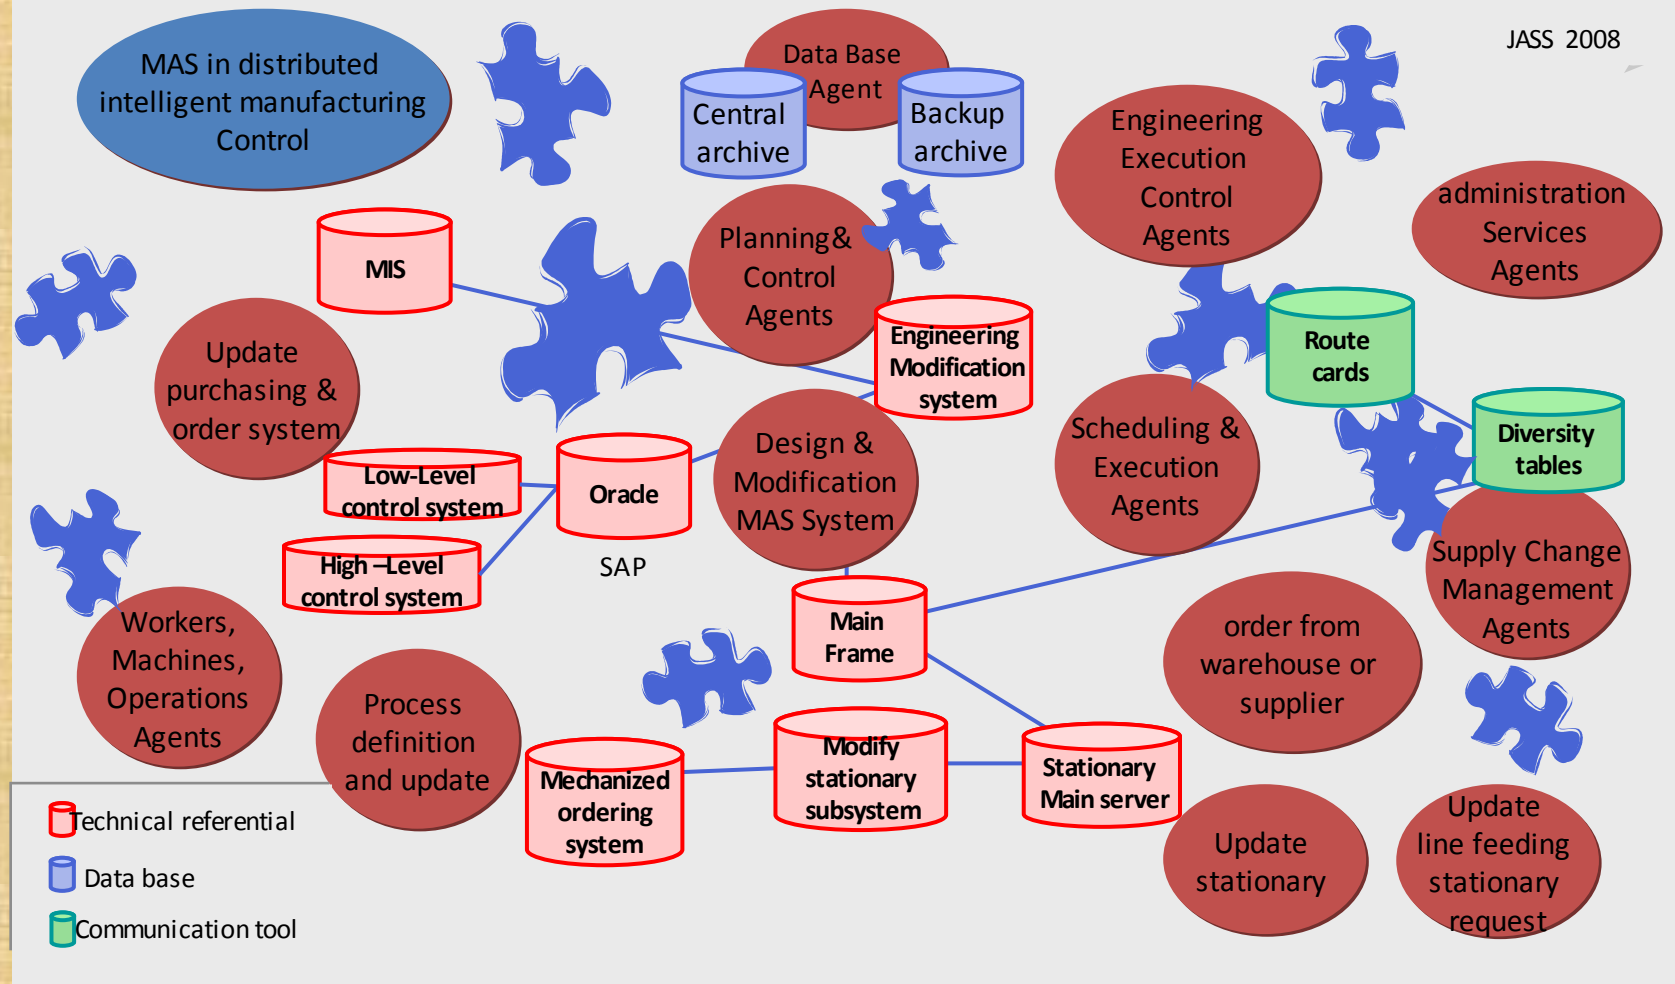 JASS 2008
MAS in distributed
intelligent manufacturing
Control
Data Base
Agent
Central
archive
Backup
archive
Engineering
Execution
Control
Agents
administration
Services
Agents
MIS
Planning&
Control
Agents
Engineering
Modification
system
Route
cards
Update
purchasing &
order system
Diversity
tables
Low-Level
control system
Oracle
SAP
Design &
Modification
MAS System
Scheduling &
Execution
Agents
High –Level
control system
Supply Change
Management
Agents
Workers,
Machines,
Operations
Agents
Main
Frame
order from
warehouse or
supplier
Process
definition
and update
Mechanized
ordering
system
Modify
stationary
subsystem
Stationary
Main server
Update
stationary
Update
line feeding
stationary
request
Technical referential
Data base
Communication tool